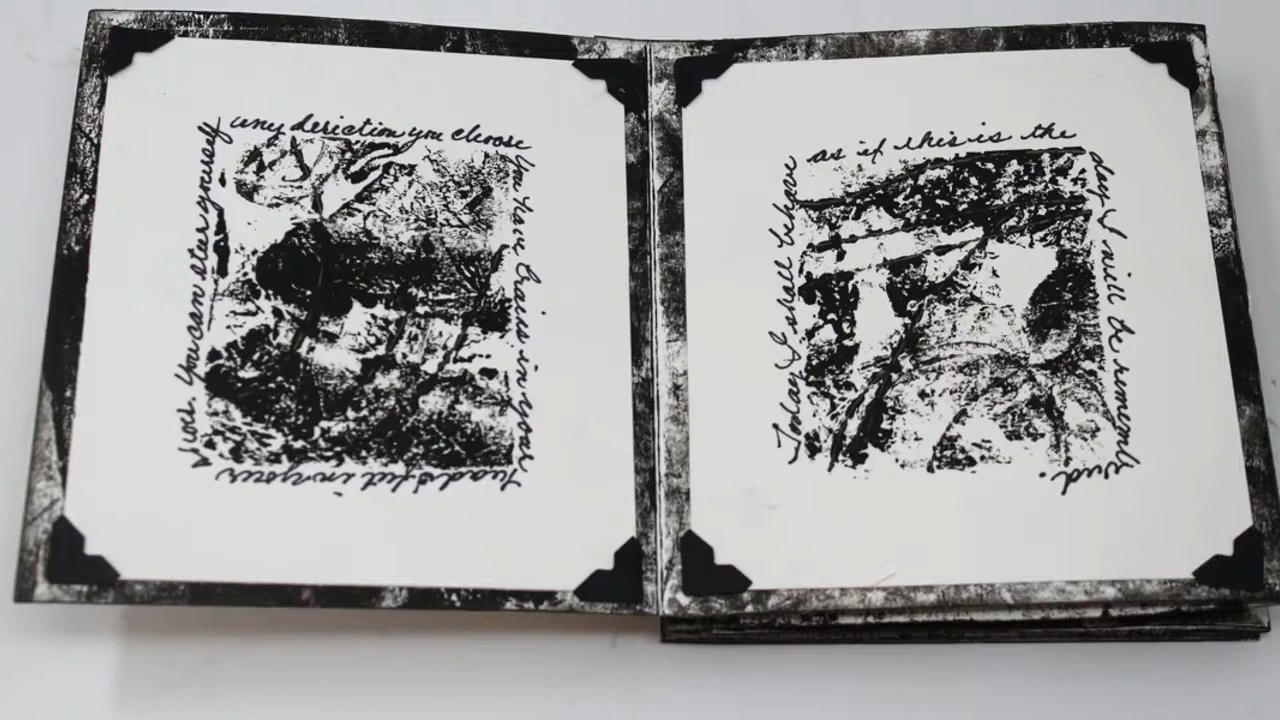 You have brains in your
head & feet in your
shoes. You can steer yourself
any direction you choose
Today I shall behave
as if this is the
day I will be remembered.